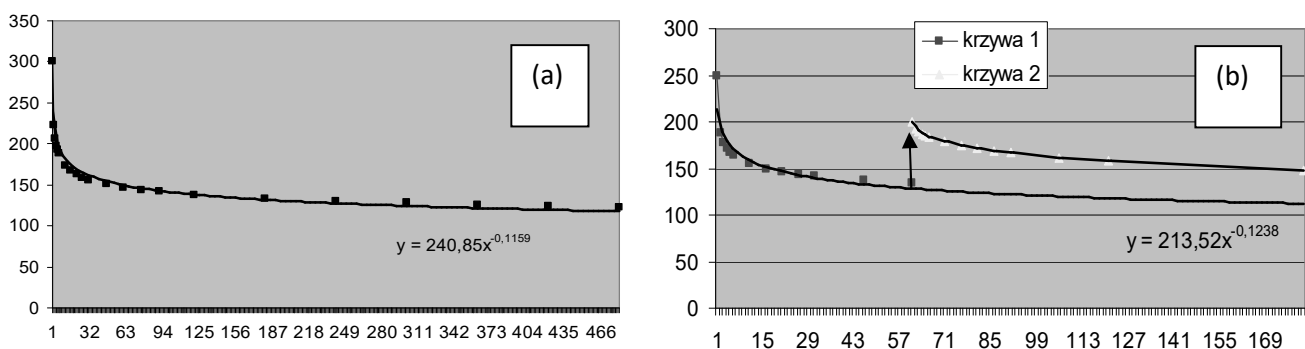 350
300
250
200
150
100
50
0
(a)
y = 240,85x^-0,1159
1 32 63 94 125 156 187 218 249 280 311 342 373 404 435 466
300
250
200
150
100
50
0
krzywa 1
krzywa 2
(b)
y = 213,52x^-0,1238
1 15 29 43 57 71 85 99 113 127 141 155 169